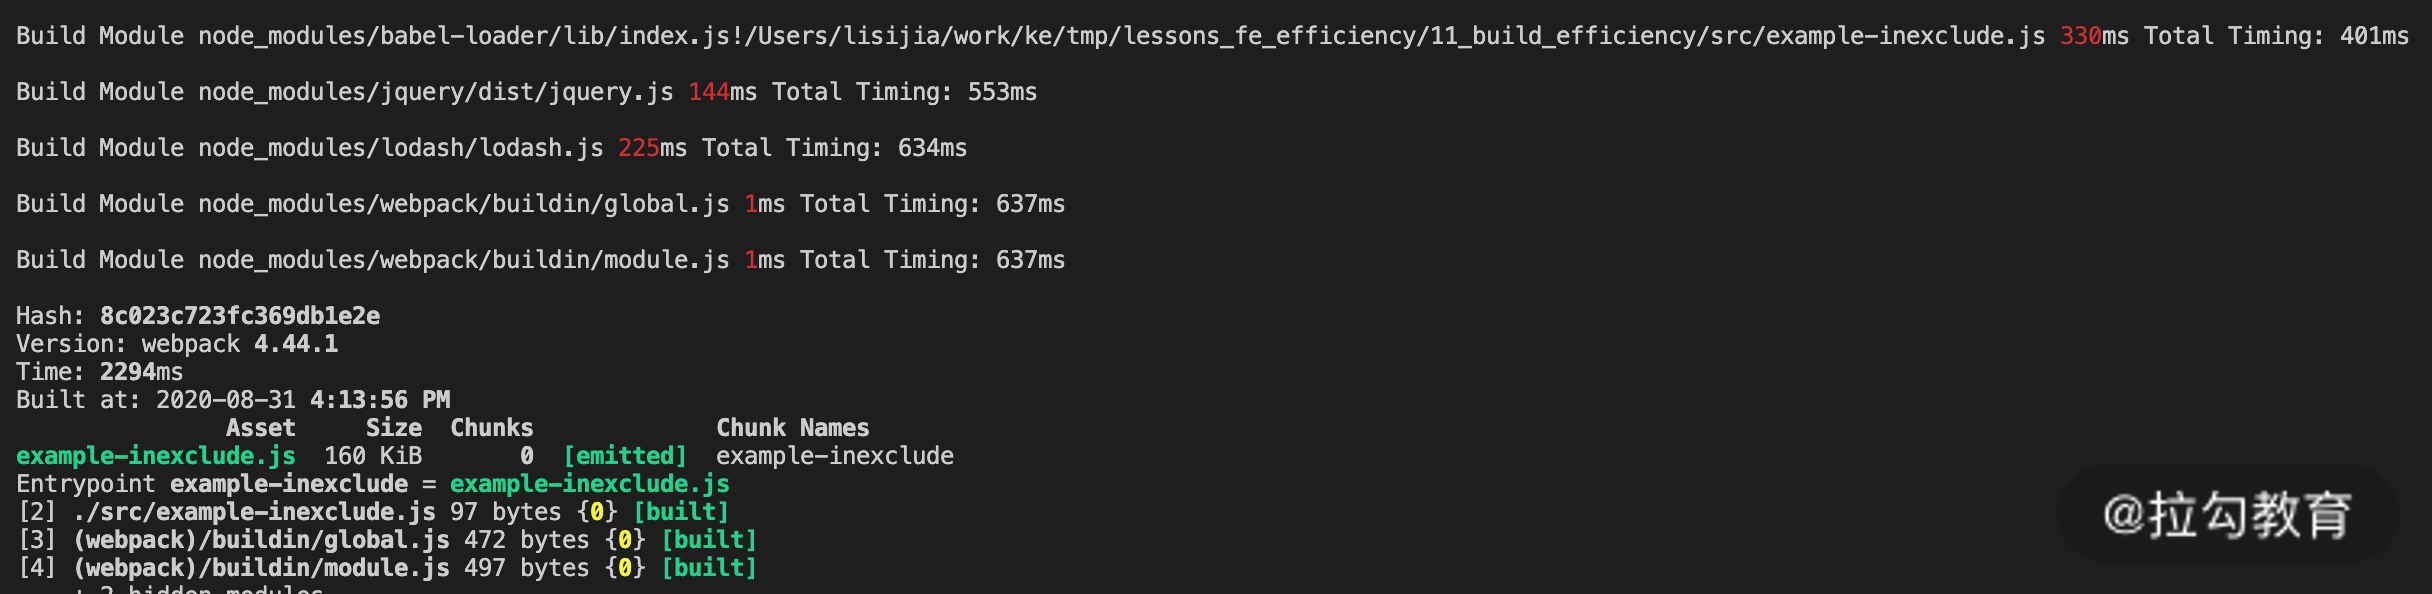 Build Module node_modules/babel-loader/lib/index.js!/Users/lisijia/work/ke/tmp/lessons_fe_efficiency/11_build_efficiency/src/example-inexclude.js 330ms Total Timing: 401ms
Build Module node_modules/jquery/dist/jquery.js 144ms Total Timing: 553ms
Build Module node_modules/lodash/lodash.js 225ms Total Timing: 634ms
Build Module node_modules/webpack/buildin/global.js 1ms Total Timing: 637ms
Build Module node_modules/webpack/buildin/module.js 1ms Total Timing: 637ms
Hash: 8c023c723fc369db1e2e
Version: webpack 4.44.1
Time: 2294ms
Built at: 2020-08-31 4:13:56 PM
Asset Size Chunks Chunk Names
example-inexclude.js 160 KiB 0 [emitted] example-inexclude
Entrypoint example-inexclude = example-inexclude.js
[2] ./src/example-inexclude.js 97 bytes {0} [built]
[3] (webpack)/buildin/global.js 472 bytes {0} [built]
[4] (webpack)/buildin/module.js 497 bytes {0} [built]
+ 2 hidden modules
@拉勾教育